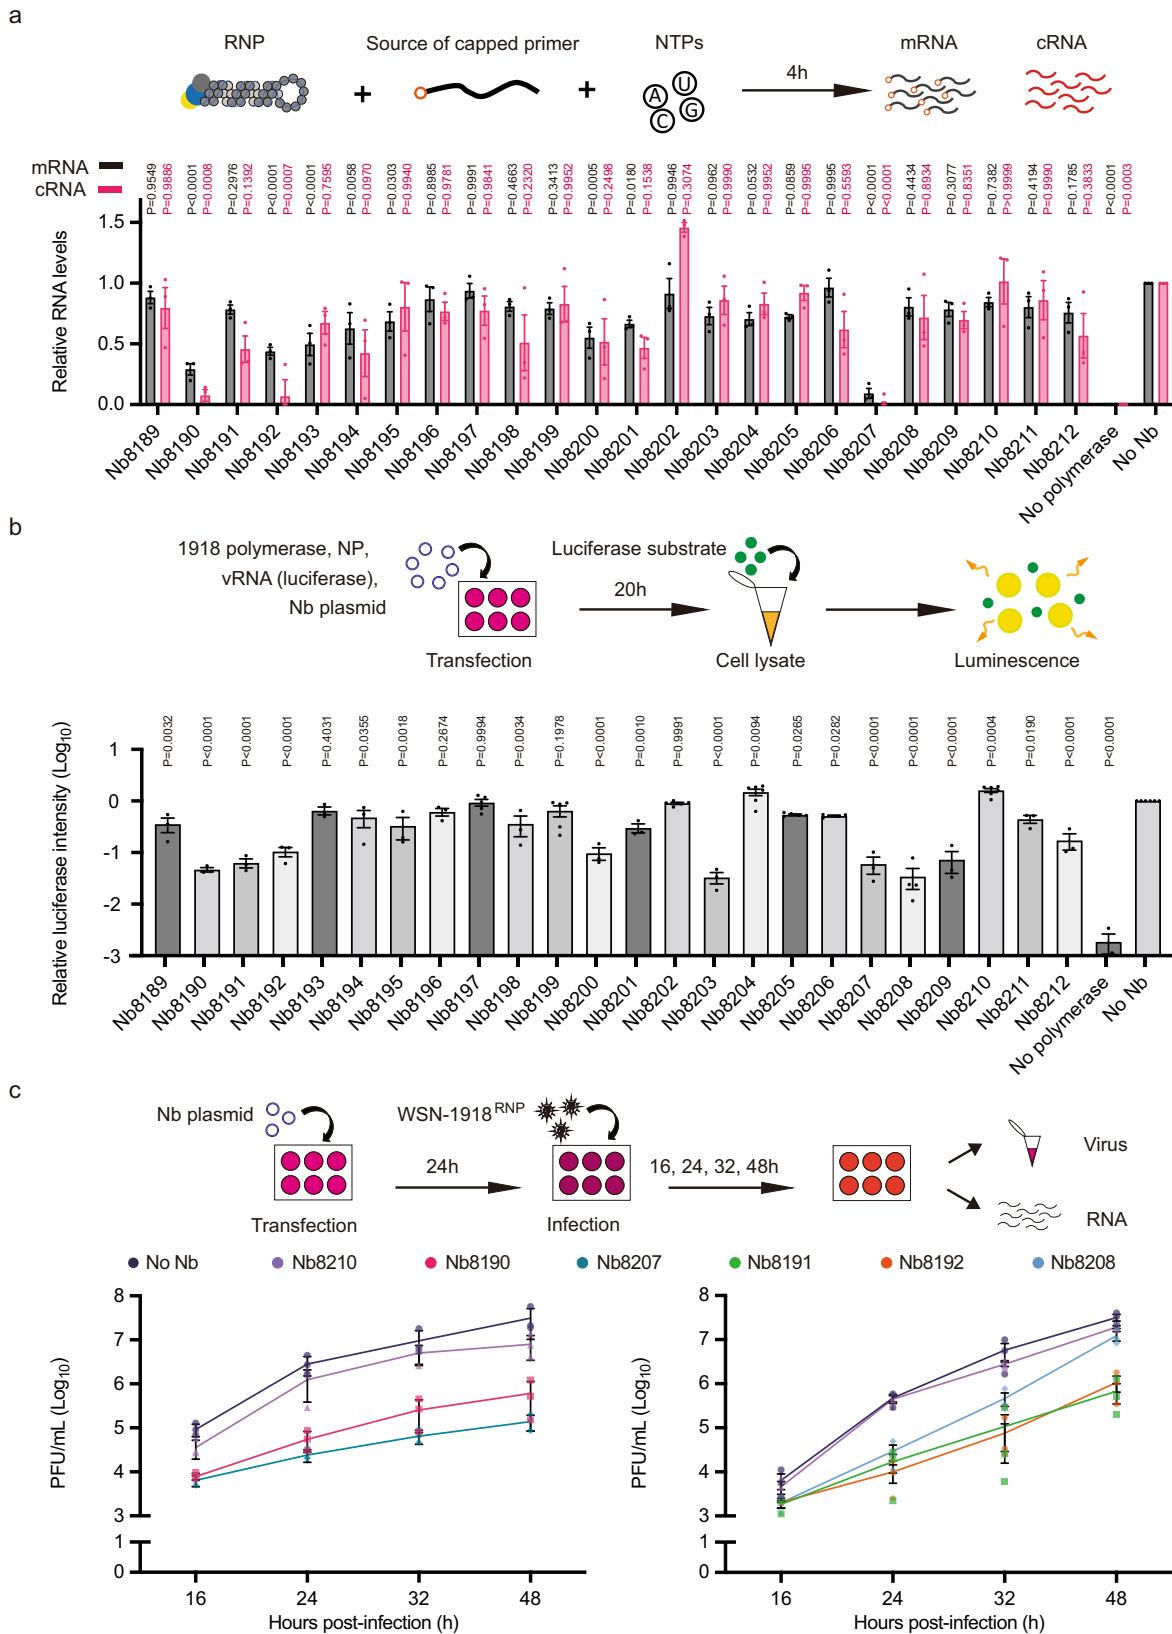 a
RNP
Source of capped primer
NTPs
mRNA
cRNA
+
+
A
U
C
G
4h
mRNA
cRNA
P=0.9549
P=0.9886
P<0.0001
P=0.0008
P=0.2976
P=0.1392
P<0.0001
P=0.0007
P<0.0001
P=0.7595
P=0.0058
P=0.0970
P=0.0303
P=0.9940
P=0.8985
P=0.9781
P=0.9991
P=0.9841
P=0.4663
P=0.2320
P=0.3413
P=0.9952
P=0.0005
P=0.2498
P=0.0180
P=0.1538
P=0.9946
P=0.3074
P=0.0962
P=0.9990
P=0.0532
P=0.9952
P=0.0859
P=0.9995
P=0.9995
P=0.5593
P<0.0001
P<0.0001
P=0.4434
P=0.8934
P=0.3077
P=0.8351
P=0.7382
P>0.9999
P=0.4194
P=0.9990
P=0.1785
P=0.3833
P<0.0001
P=0.0003
Relative RNA levels
1.5
1.0
0.5
0.0
Nb8189
Nb8190
Nb8191
Nb8192
Nb8193
Nb8194
Nb8195
Nb8196
Nb8197
Nb8198
Nb8199
Nb8200
Nb8201
Nb8202
Nb8203
Nb8204
Nb8205
Nb8206
Nb8207
Nb8208
Nb8209
Nb8210
Nb8211
Nb8212
No polymerase
No Nb
b
1918 polymerase, NP,
vRNA (luciferase),
Nb plasmid
Transfection
Luciferase substrate
20h
Cell lysate
Luminescence
P=0.0032
P<0.0001
P<0.0001
P<0.0001
P=0.4031
P=0.0355
P=0.0018
P=0.2674
P=0.9994
P=0.0034
P=0.1978
P<0.0001
P=0.0010
P=0.9991
P<0.0001
P=0.0094
P=0.0265
P=0.0282
P<0.0001
P<0.0001
P<0.0001
P=0.0004
P=0.0190
P<0.0001
P<0.0001
Relative luciferase intensity (Log10)
1
0
-1
-2
-3
Nb8189
Nb8190
Nb8191
Nb8192
Nb8193
Nb8194
Nb8195
Nb8196
Nb8197
Nb8198
Nb8199
Nb8200
Nb8201
Nb8202
Nb8203
Nb8204
Nb8205
Nb8206
Nb8207
Nb8208
Nb8209
Nb8210
Nb8211
Nb8212
No polymerase
No Nb
c
Nb plasmid
WSN-1918RNP
24h
16, 24, 32, 48h
Transfection
Infection
Virus
RNA
No Nb
Nb8210
Nb8190
Nb8207
Nb8191
Nb8192
Nb8208
PFU/mL (Log10)
8
7
6
5
4
3
1
0
16
24
32
48
Hours post-infection (h)
PFU/mL (Log10)
8
7
6
5
4
3
1
0
16
24
32
48
Hours post-infection (h)